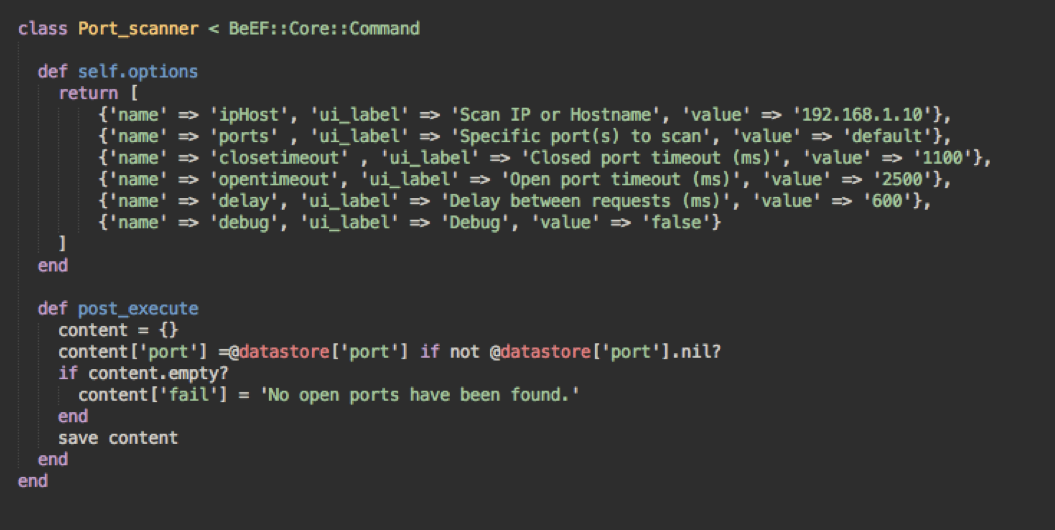 class Port_scanner < BeEF::Core::Command
def self.options
return [
{'name' => 'ipHost', 'ui_label' => 'Scan IP or Hostname', 'value' => '192.168.1.10'},
{'name' => 'ports' , 'ui_label' => 'Specific port(s) to scan', 'value' => 'default'},
{'name' => 'closetimeout' , 'ui_label' => 'Closed port timeout (ms)', 'value' => '1100'},
{'name' => 'opentimeout', 'ui_label' => 'Open port timeout (ms)', 'value' => '2500'},
{'name' => 'delay', 'ui_label' => 'Delay between requests (ms)', 'value' => '600'},
{'name' => 'debug', 'ui_label' => 'Debug', 'value' => 'false'}
]
end
def post_execute
content = {}
content['port'] =@datastore['port'] if not @datastore['port'].nil?
if content.empty?
content['fail'] = 'No open ports have been found.'
end
save content
end
end